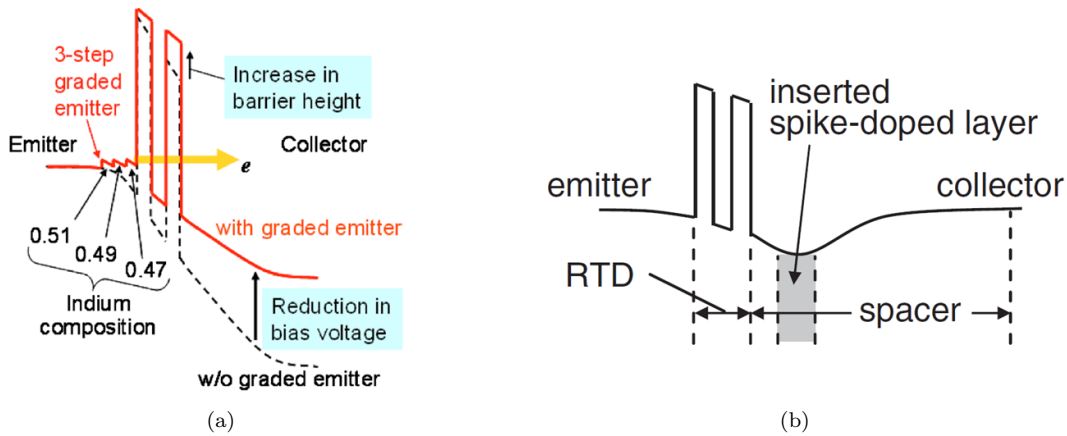 3-step
graded
emitter
Increase in
barrier height
Emitter
Collector
e
with graded emitter
0.51
0.49
0.47
Indium
composition
Reduction in
bias voltage
w/o graded emitter
(a)
inserted
spike-doped layer
emitter
collector
RTD
spacer
(b)